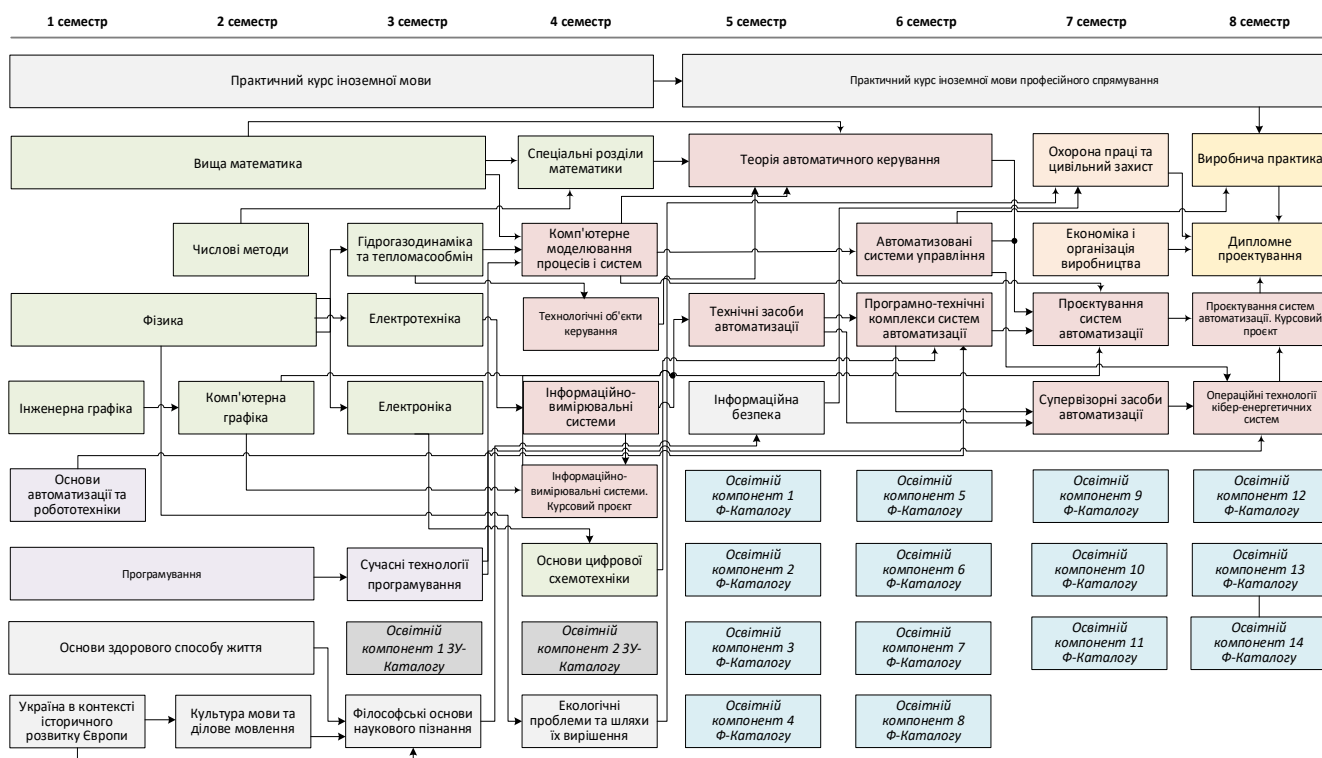 1 семестр
2 семестр
3 семестр
4 семестр
5 семестр
6 семестр
7 семестр
8 семестр
Практичний курс іноземної мови
Практичний курс іноземної мови професійного спрямування
Вища математика
Спеціальні розділи
математики
Теорія автоматичного керування
Охорона праці та
цивільний захист
Виробнича практика
Числові методи
Гідрогазодинаміка
та тепломасообмін
Комп'ютерне
моделювання
процесів і систем
Автоматизовані
системи управління
Економіка і
організація
виробництва
Дипломне
проектування
Фізика
Електротехніка
Технологічні об'єкти
керування
Технічні засоби
автоматизації
Програмно-технічні
комплекси систем
автоматизації
Проєктування
систем
автоматизації
Проєктування систем
автоматизації. Курсовий
проєкт
Інженерна графіка
Комп'ютерна
графіка
Електроніка
Інформаційно-
вимірювальні
системи
Інформаційна
безпека
Супервізорні засоби
автоматизації
Операційні технології
кібер-енергетичних
систем
Основи
автоматизації та
робототехніки
Інформаційно-
вимірювальні системи.
Курсовий проєкт
Освітній
компонент 1
Ф-Каталогу
Освітній
компонент 5
Ф-Каталогу
Освітній
компонент 9
Ф-Каталогу
Освітній
компонент 12
Ф-Каталогу
Програмування
Сучасні технології
програмування
Основи цифрової
схемотехніки
Освітній
компонент 2
Ф-Каталогу
Освітній
компонент 6
Ф-Каталогу
Освітній
компонент 10
Ф-Каталогу
Освітній
компонент 13
Ф-Каталогу
Основи здорового способу життя
Освітній
компонент 1 ЗУ-
Каталогу
Освітній
компонент 2 ЗУ-
Каталогу
Освітній
компонент 3
Ф-Каталогу
Освітній
компонент 7
Ф-Каталогу
Освітній
компонент 11
Ф-Каталогу
Освітній
компонент 14
Ф-Каталогу
Україна в контексті
історичного
розвитку Європи
Культура мови та
ділове мовлення
Філософські основи
наукового пізнання
Екологічні
проблеми та шляхи
їх вирішення
Освітній
компонент 4
Ф-Каталогу
Освітній
компонент 8
Ф-Каталогу